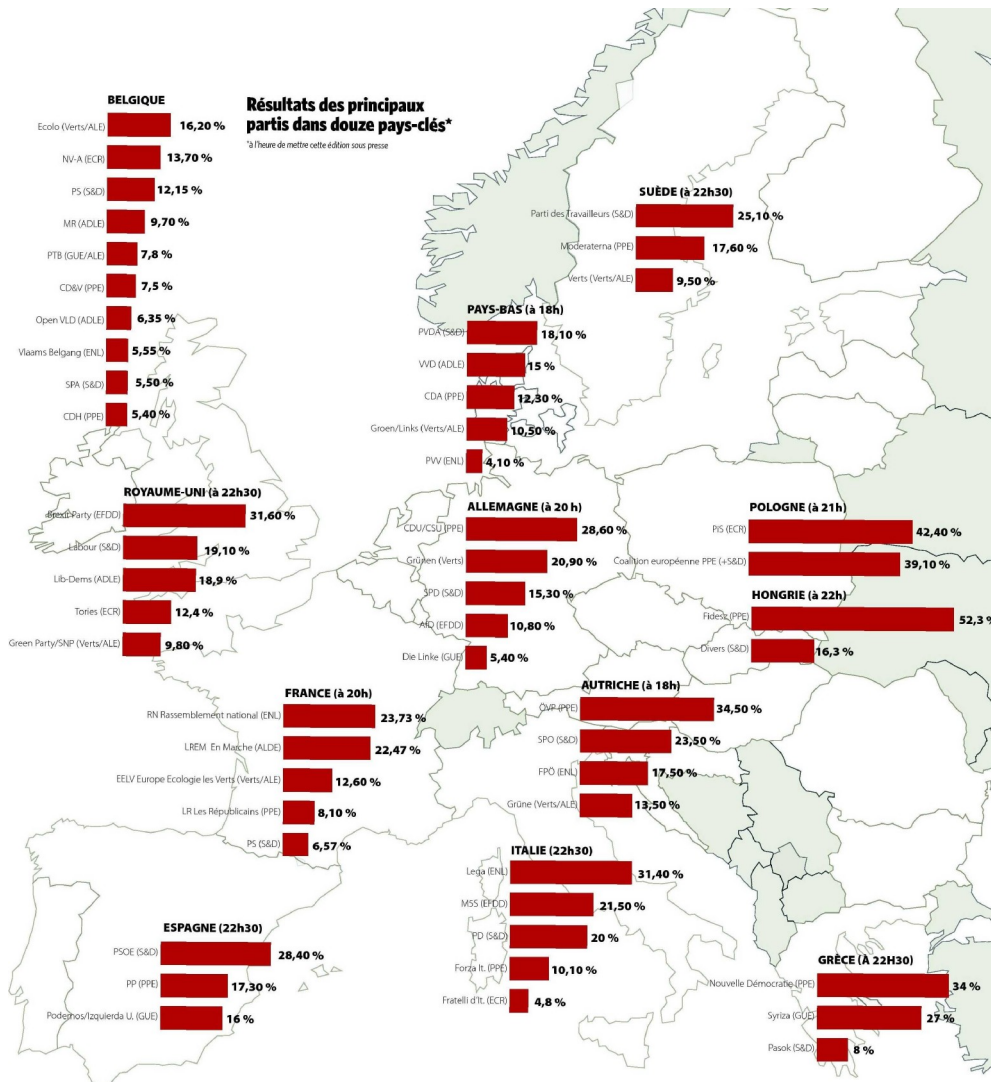 BELGIQUE
Ecolo (Verts/ALE) 16,20 %
NV-A (ECR) 13,70 %
PS (S&D) 12,15 %
MR (ADLE) 9,70 %
PTB (GUE/ALE) 7,8 %
CD&V (PPE) 7,5 %
Open VLD (ADLE) 6,35 %
Vlaams Belgang (ENL) 5,55 %
SPA (S&D) 5,50 %
CDH (PPE) 5,40 %
Résultats des principaux
partis dans douze pays-clés*
*à l'heure de mettre cette édition sous presse
SUÈDE (à 22h30)
Parti des Travailleurs (S&D) 25,10 %
Moderaterna (PPE) 17,60 %
Verts (Verts/ALE) 9,50 %
PAYS-BAS (à 18h)
PVDA (S&D) 18,10 %
VVD (ADLE) 15 %
CDA (PPE) 12,30 %
Groen/Links (Verts/ALE) 10,50 %
PVV (ENL) 4,10 %
ROYAUME-UNI (à 22h30)
Brexit Party (EFDD) 31,60 %
Labour (S&D) 19,10 %
Lib-Dems (ADLE) 18,9 %
Tories (ECR) 12,4 %
Green Party/SNP (Verts/ALE) 9,80 %
ALLEMAGNE (à 20 h)
CDU/CSU (PPE) 28,60 %
Grünen (Verts) 20,90 %
SPD (S&D) 15,30 %
AfD (EFDD) 10,80 %
Die Linke (GUE) 5,40 %
POLOGNE (à 21h)
PiS (ECR) 42,40 %
Coalition européenne PPE (+S&D) 39,10 %
HONGRIE (à 22h)
Fidesz (PPE) 52,3 %
Divers (S&D) 16,3 %
FRANCE (à 20h)
RN Rassemblement national (ENL) 23,73 %
LREM En Marche (ALDE) 22,47 %
EELV Europe Ecologie les Verts (Verts/ALE) 12,60 %
LR Les Républicains (PPE) 8,10 %
PS (S&D) 6,57 %
AUTRICHE (à 18h)
ÖVP (PPE) 34,50 %
SPO (S&D) 23,50 %
FPÖ (ENL) 17,50 %
Grüne (Verts/ALE) 13,50 %
ITALIE (22h30)
Lega (ENL) 31,40 %
M5S (EFDD) 21,50 %
PD (S&D) 20 %
Forza It. (PPE) 10,10 %
Fratelli d'It. (ECR) 4,8 %
ESPAGNE (22h30)
PSOE (S&D) 28,40 %
PP (PPE) 17,30 %
Podemos/Izquierda U. (GUE) 16 %
GRÈCE (À 22H30)
Nouvelle Démocratie (PPE) 34 %
Syriza (GUE) 27 %
Pasok (S&D) 8 %